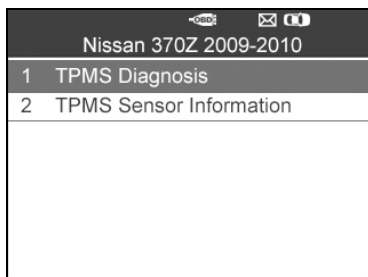 OBD
Nissan 370Z 2009-2010
1 TPMS Diagnosis
2 TPMS Sensor Information